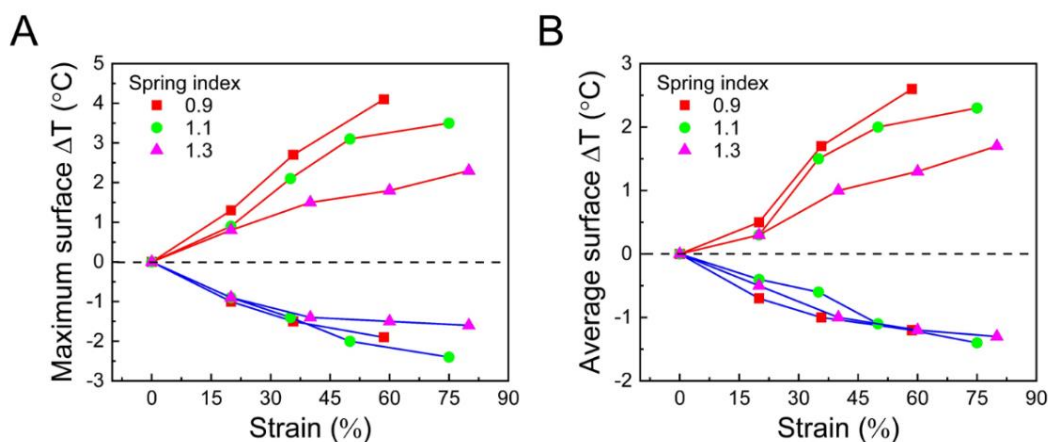 A
Maximum surface ΔT (°C)
5
4
3
2
1
0
-1
-2
-3
Spring index
0.9
1.1
1.3
0 15 30 45 60 75 90
Strain (%)
B
Average surface ΔT (°C)
3
2
1
0
-1
-2
Spring index
0.9
1.1
1.3
0 15 30 45 60 75 90
Strain (%)